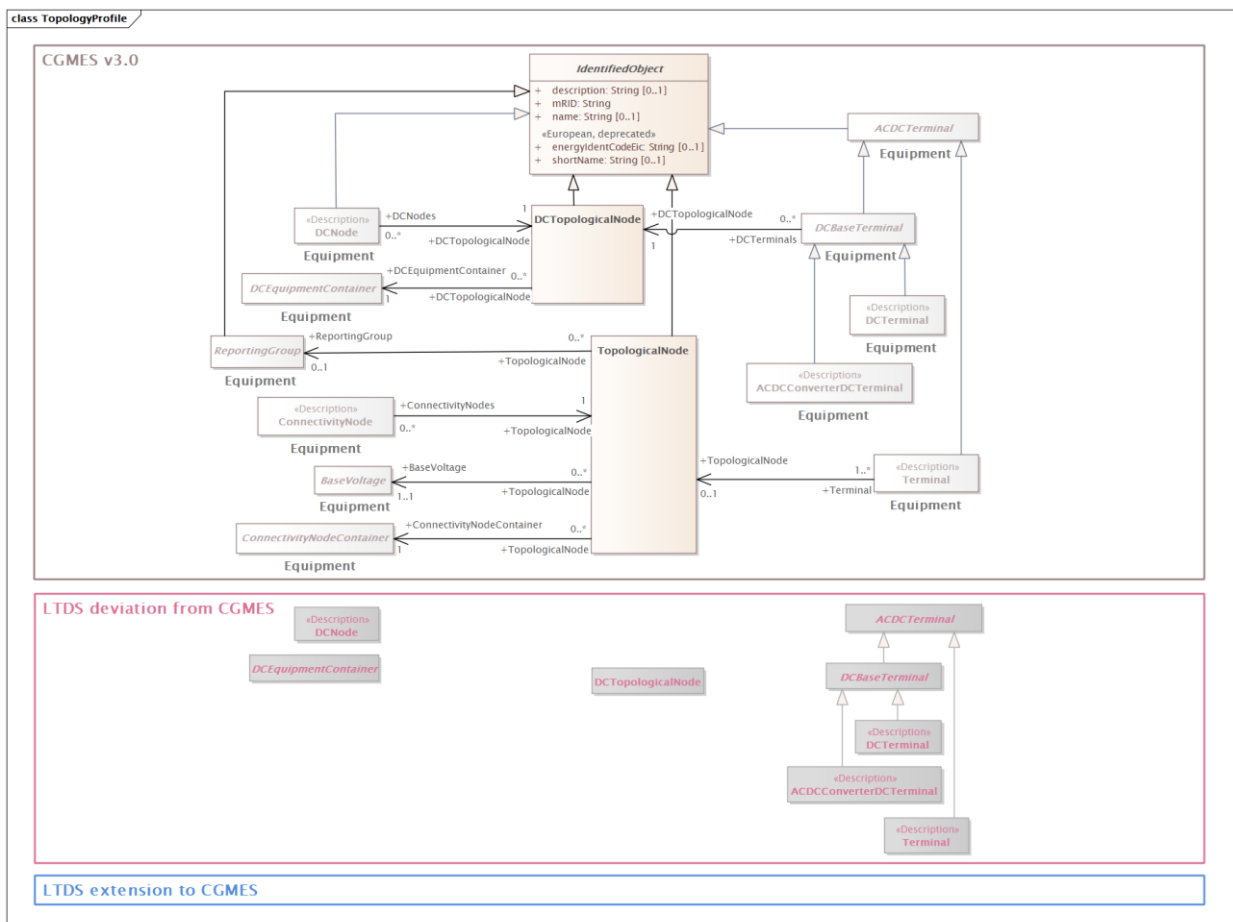 class TopologyProfile
CGMES v3.0
IdentifiedObject
+ description: String [0..1]
+ mRID: String
+ name: String [0..1]
«European, deprecated»
+ energyIdentCodeEic: String [0..1]
+ shortName: String [0..1]
ACDCTerminal
Equipment
«Description»
DCNode
Equipment
+DCNodes
0..*
1
+DCTopologicalNode
DCTopologicalNode
+DCTopologicalNode
1
0..*
+DCTerminals
DCBaseTerminal
Equipment
DCEquipmentContainer
Equipment
+DCEquipmentContainer
1
0..*
+DCTopologicalNode
«Description»
DCTerminal
Equipment
ReportingGroup
Equipment
+ReportingGroup
0..1
0..*
+TopologicalNode
TopologicalNode
«Description»
ACDCConverterDCTerminal
Equipment
«Description»
ConnectivityNode
Equipment
+ConnectivityNodes
0..*
1
+TopologicalNode
BaseVoltage
Equipment
+BaseVoltage
1..1
0..*
+TopologicalNode
+TopologicalNode
0..1
1..*
+Terminal
«Description»
Terminal
Equipment
ConnectivityNodeContainer
Equipment
+ConnectivityNodeContainer
1
0..*
+TopologicalNode
LTDS deviation from CGMES
«Description»
DCNode
ACDCTerminal
DCEquipmentContainer
DCTopologicalNode
DCBaseTerminal
«Description»
DCTerminal
«Description»
ACDCConverterDCTerminal
«Description»
Terminal
LTDS extension to CGMES